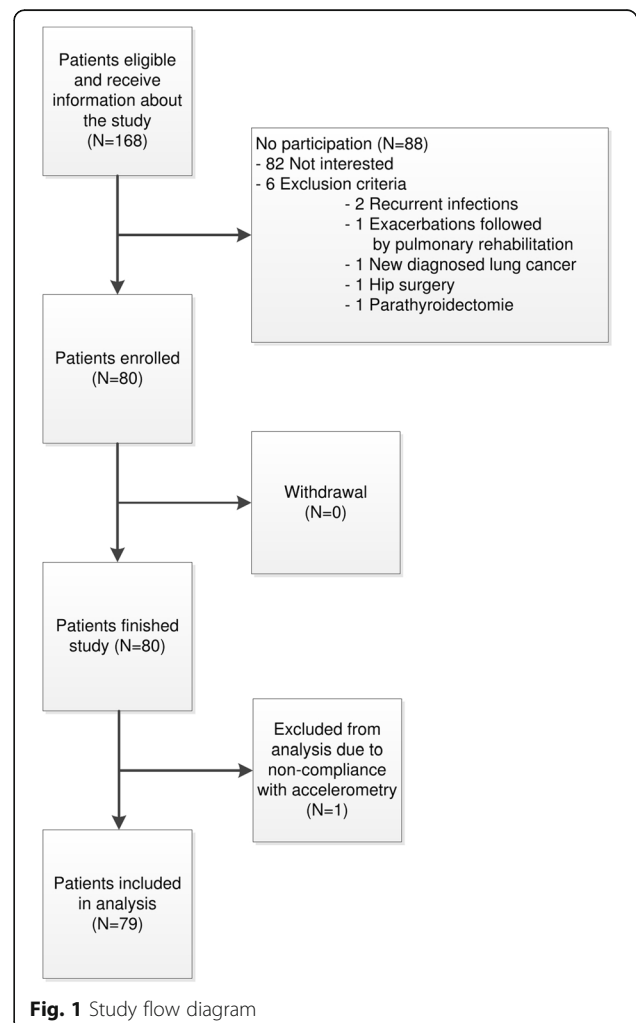 Patients eligible
and receive
information about
the study
(N=168)
No participation (N=88)
- 82 Not interested
- 6 Exclusion criteria
- 2 Recurrent infections
- 1 Exacerbations followed
by pulmonary rehabilitation
- 1 New diagnosed lung cancer
- 1 Hip surgery
- 1 Parathyroidectomie
Patients enrolled
(N=80)
Withdrawal
(N=0)
Patients finished
study (N=80)
Excluded from
analysis due to
non-compliance
with accelerometry
(N=1)
Patients included
in analysis
(N=79)
Fig. 1 Study flow diagram